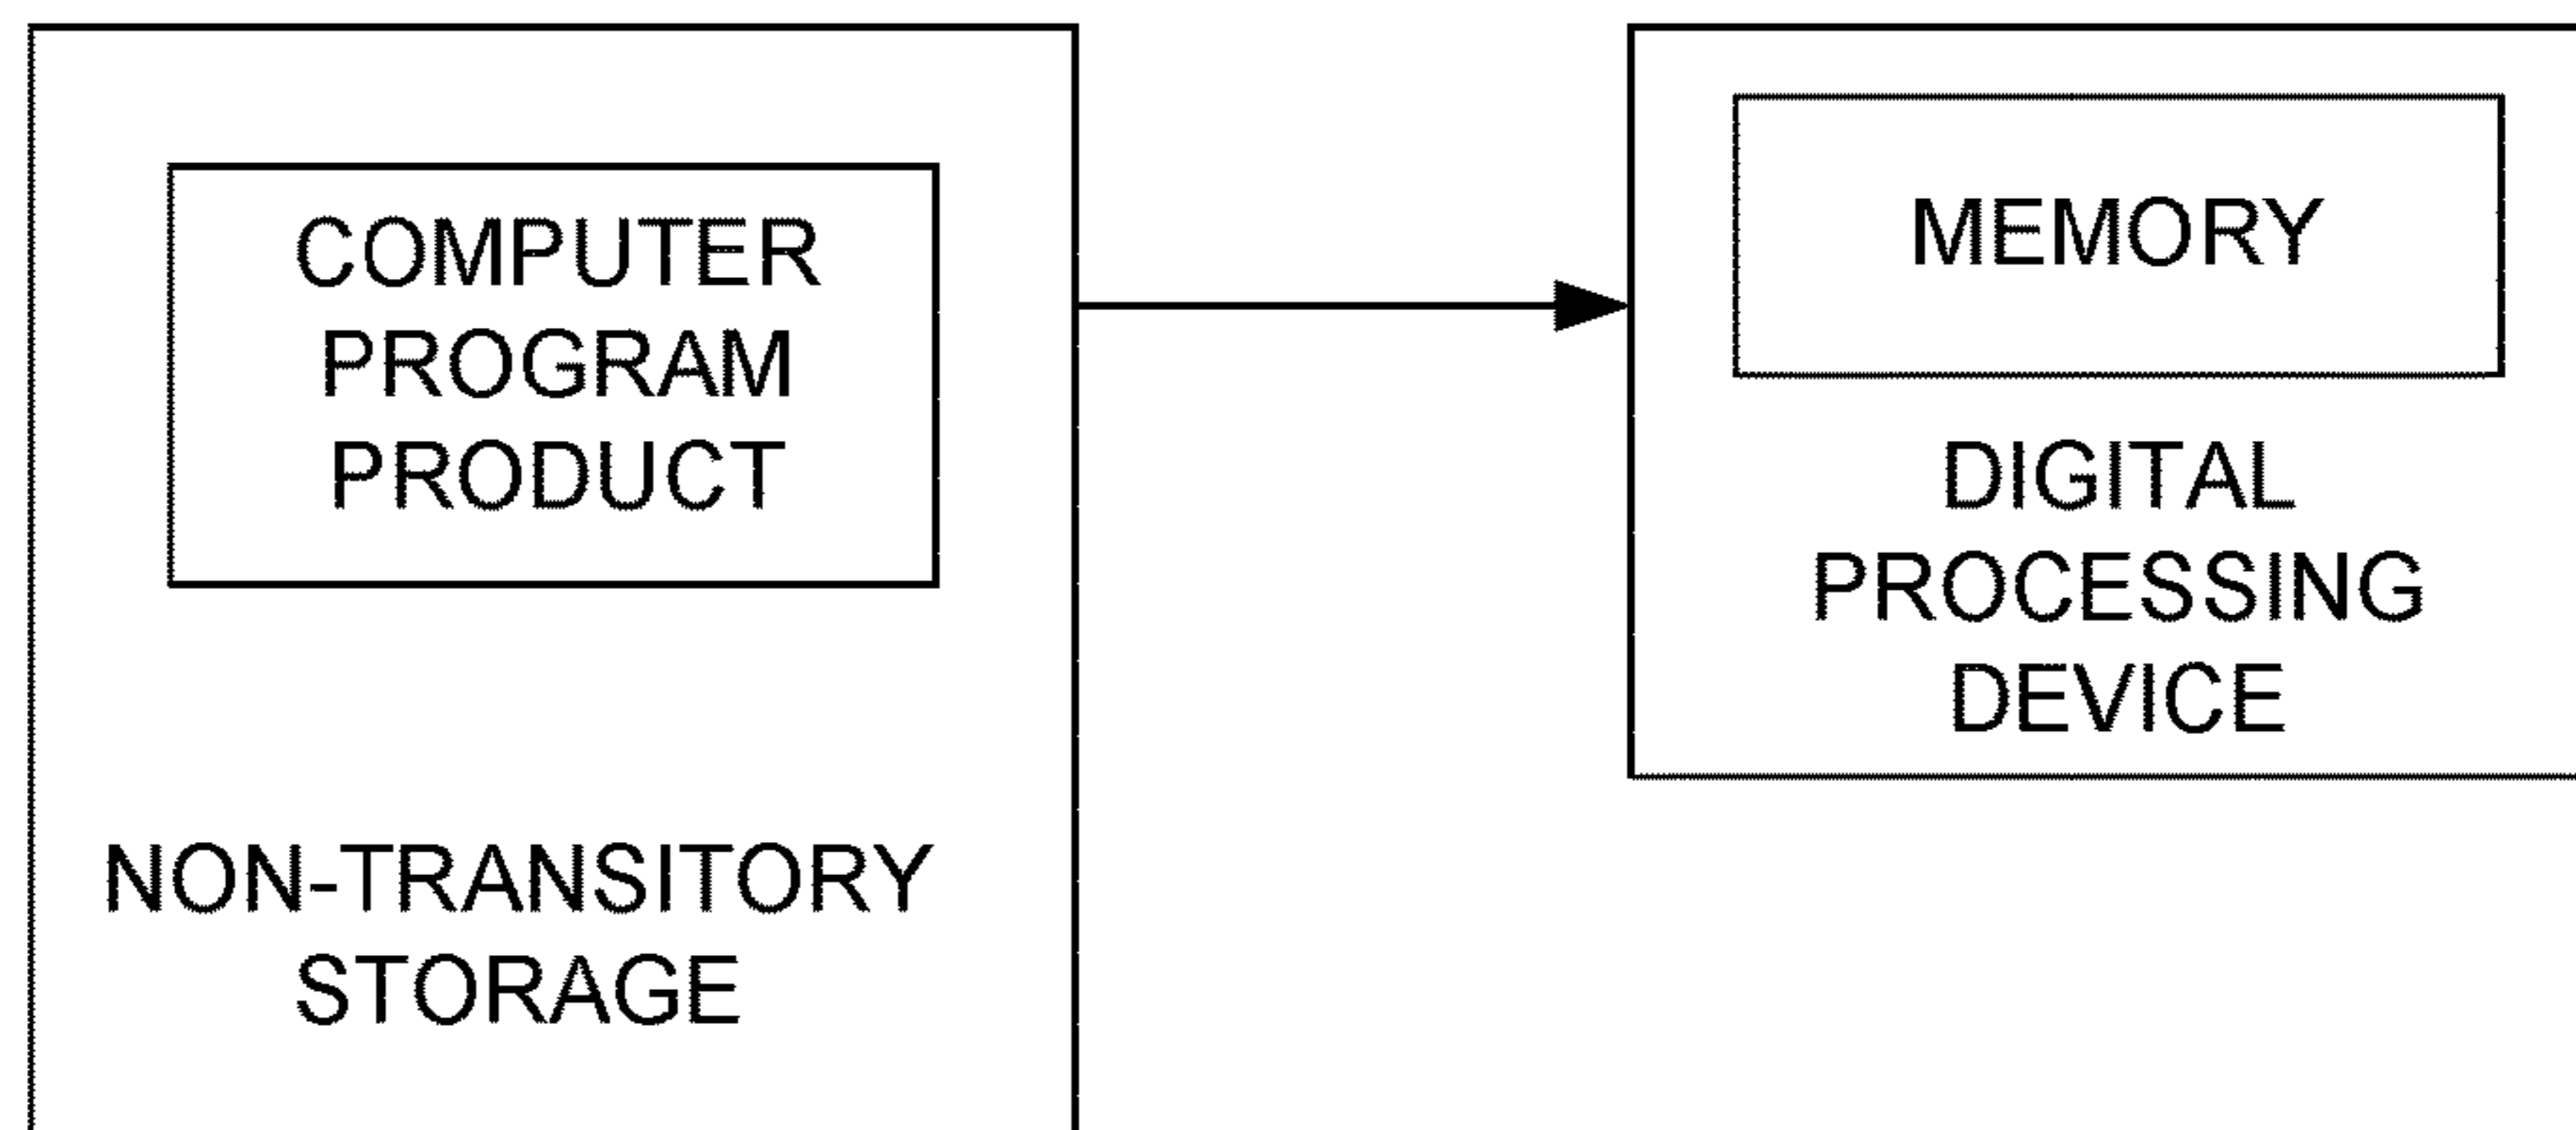 COMPUTER
PROGRAM
PRODUCT
NON-TRANSITORY
STORAGE
MEMORY
DIGITAL
PROCESSING
DEVICE